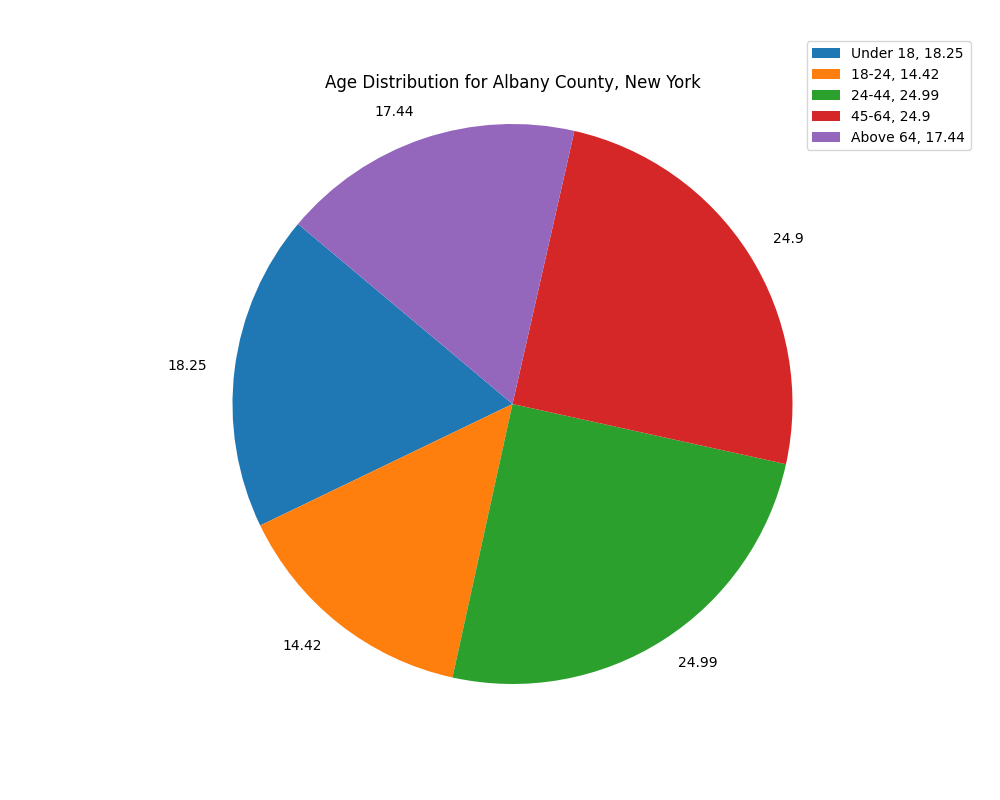 Under 18, 18.25
18-24, 14.42
24-44, 24.99
45-64, 24.9
Above 64, 17.44
Age Distribution for Albany County, New York
17.44
24.9
18.25
14.42
24.99